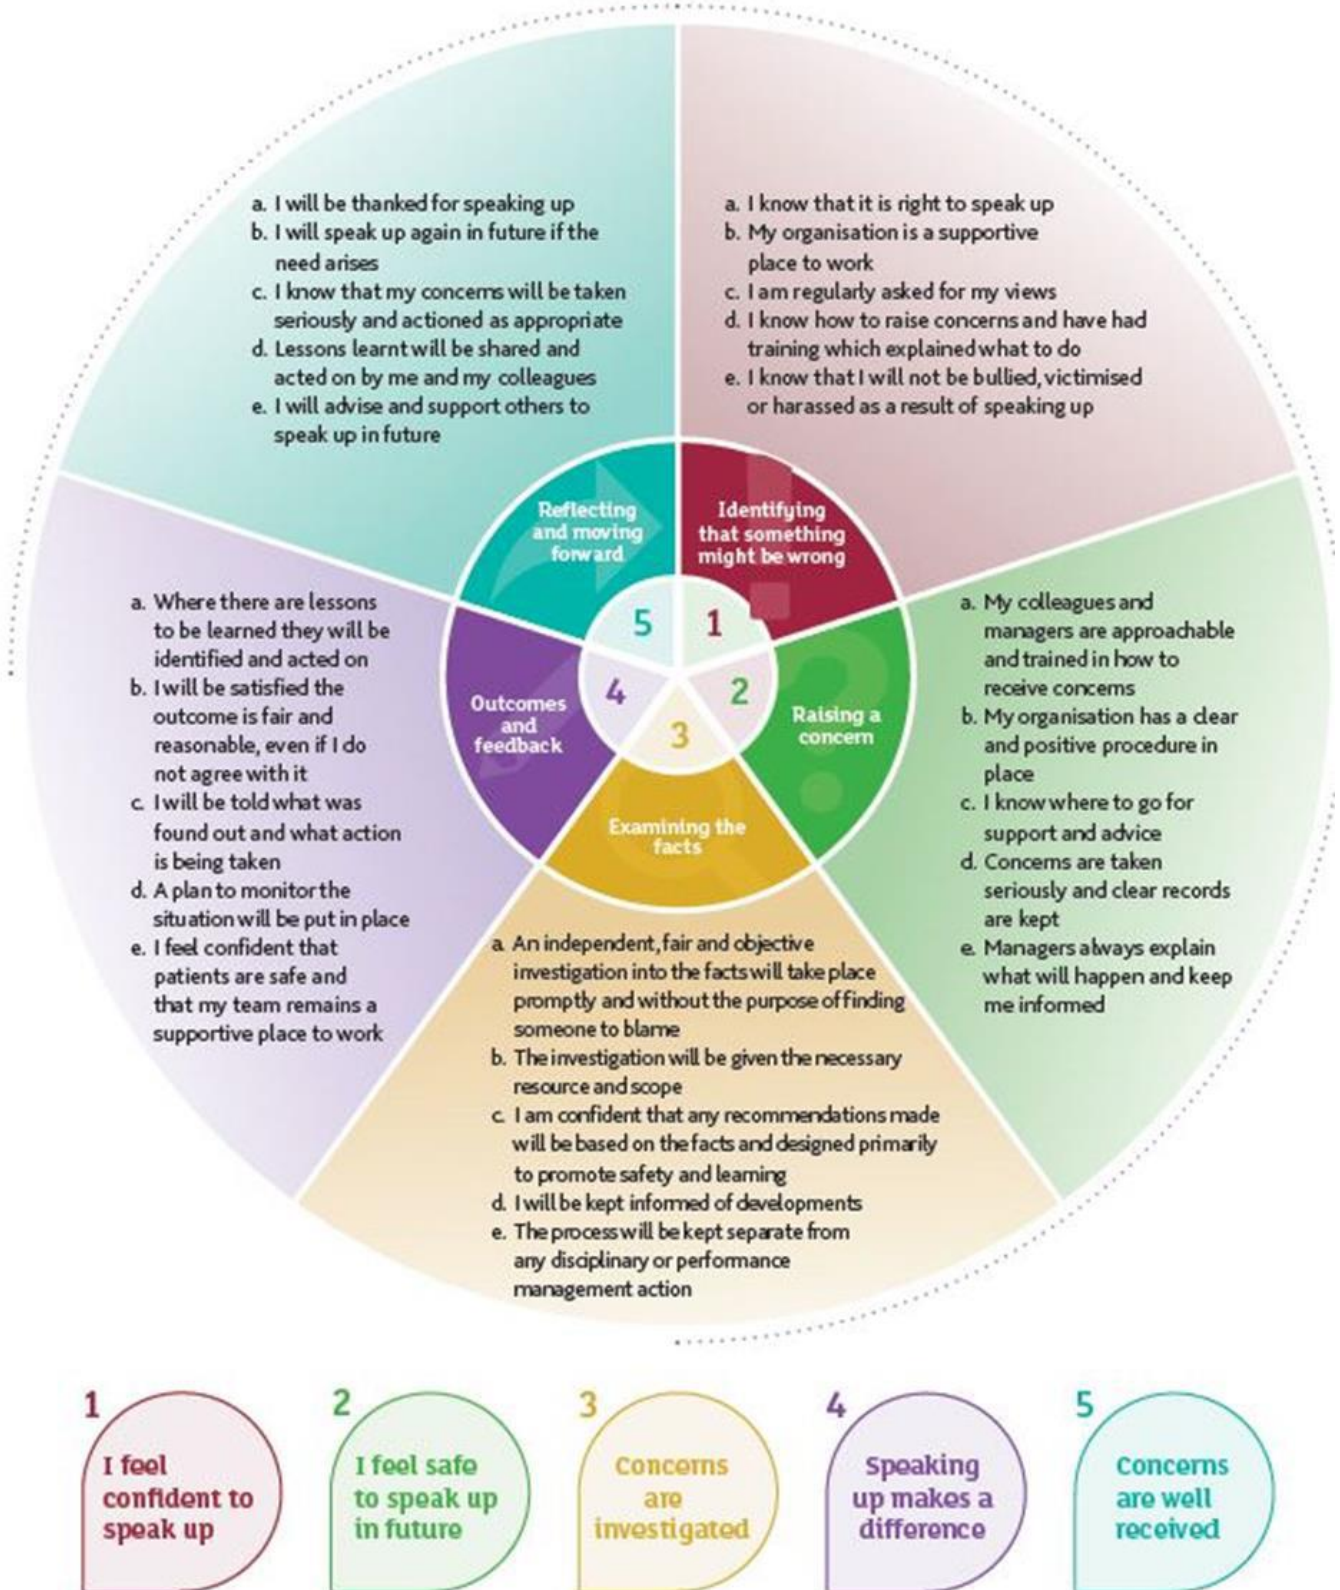 a. I will be thanked for speaking up
b. I will speak up again in future if the
need arises
c. I know that my concerns will be taken
seriously and actioned as appropriate
d. Lessons learnt will be shared and
acted on by me and my colleagues
e. I will advise and support others to
speak up in future
a. I know that it is right to speak up
b. My organisation is a supportive
place to work
c. I am regularly asked for my views
d. I know how to raise concerns and have had
training which explained what to do
e. I know that I will not be bullied, victimised
or harassed as a result of speaking up
Reflecting
and moving
forward
Identifying
that something
might be wrong
5
1
4
2
3
Outcomes
and
feedback
Raising a
concern
Examining the
facts
a. Where there are lessons
to be learned they will be
identified and acted on
b. I will be satisfied the
outcome is fair and
reasonable, even if I do
not agree with it
c. I will be told what was
found out and what action
is being taken
d. A plan to monitor the
situation will be put in place
e. I feel confident that
patients are safe and
that my team remains a
supportive place to work
a. My colleagues and
managers are approachable
and trained in how to
receive concerns
b. My organisation has a clear
and positive procedure in
place
c. I know where to go for
support and advice
d. Concerns are taken
seriously and clear records
are kept
e. Managers always explain
what will happen and keep
me informed
a. An independent, fair and objective
investigation into the facts will take place
promptly and without the purpose of finding
someone to blame
b. The investigation will be given the necessary
resource and scope
c. I am confident that any recommendations made
will be based on the facts and designed primarily
to promote safety and learning
d. I will be kept informed of developments
e. The process will be kept separate from
any disciplinary or performance
management action
1
I feel
confident to
speak up
2
I feel safe
to speak up
in future
3
Concerns
are
investigated
4
Speaking
up makes a
difference
5
Concerns
are well
received